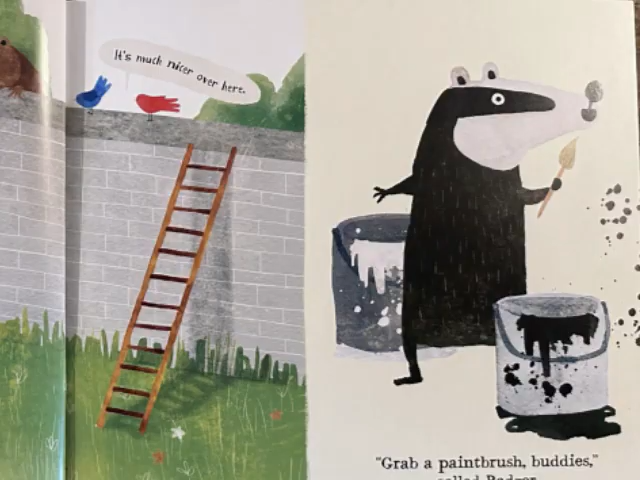 It's much nicer over here.
"Grab a paintbrush, buddies,"
called Badger.